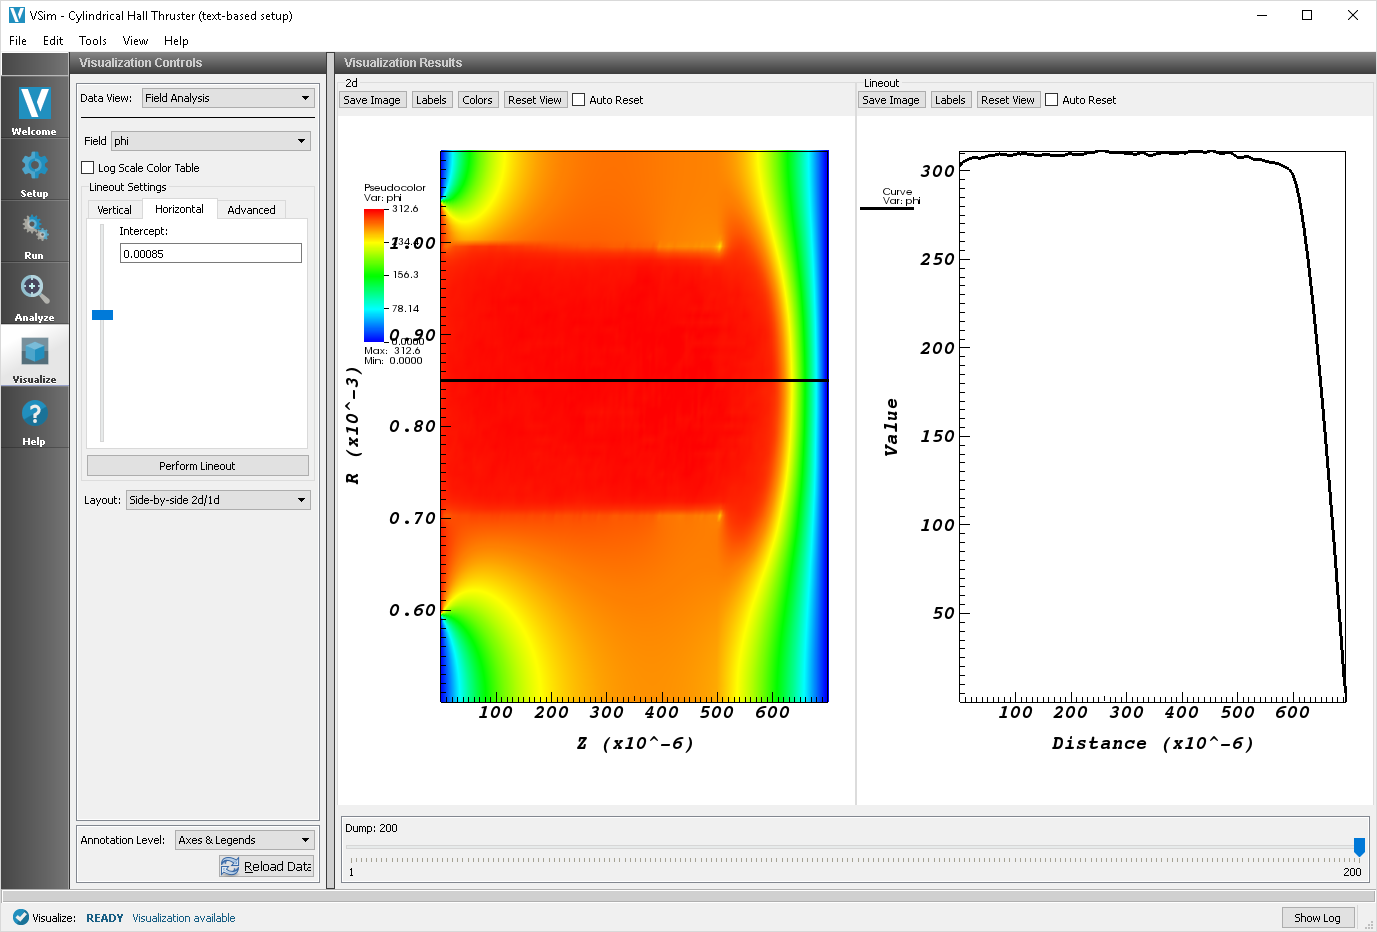 VSim - Cylindrical Hall Thruster (text-based setup)
File Edit Tools View Help
Welcome
Setup
Run
Analyze
Visualize
Help
Visualization Controls
Data View: Field Analysis
Field phi
Log Scale Color Table
Lineout Settings
Vertical Horizontal Advanced
Intercept:
0.00085
Perform Lineout
Layout: Side-by-side 2d/1d
Annotation Level: Axes & Legends
Reload Data
Visualization Results
2d
Save Image Labels Colors Reset View Auto Reset
Pseudocolor
Var: phi
312.6
234.4
156.3
78.14
0.0000
Max: 312.6
Min: 0.0000
1.00
0.90
0.80
0.70
0.60
R (x10^-3)
100 200 300 400 500 600
Z (x10^-6)
Lineout
Save Image Labels Reset View Auto Reset
Curve
Var: phi
300
250
200
150
100
50
Value
100 200 300 400 500 600
Distance (x10^-6)
Dump: 200
1 200
Visualize: READY Visualization available
Show Log